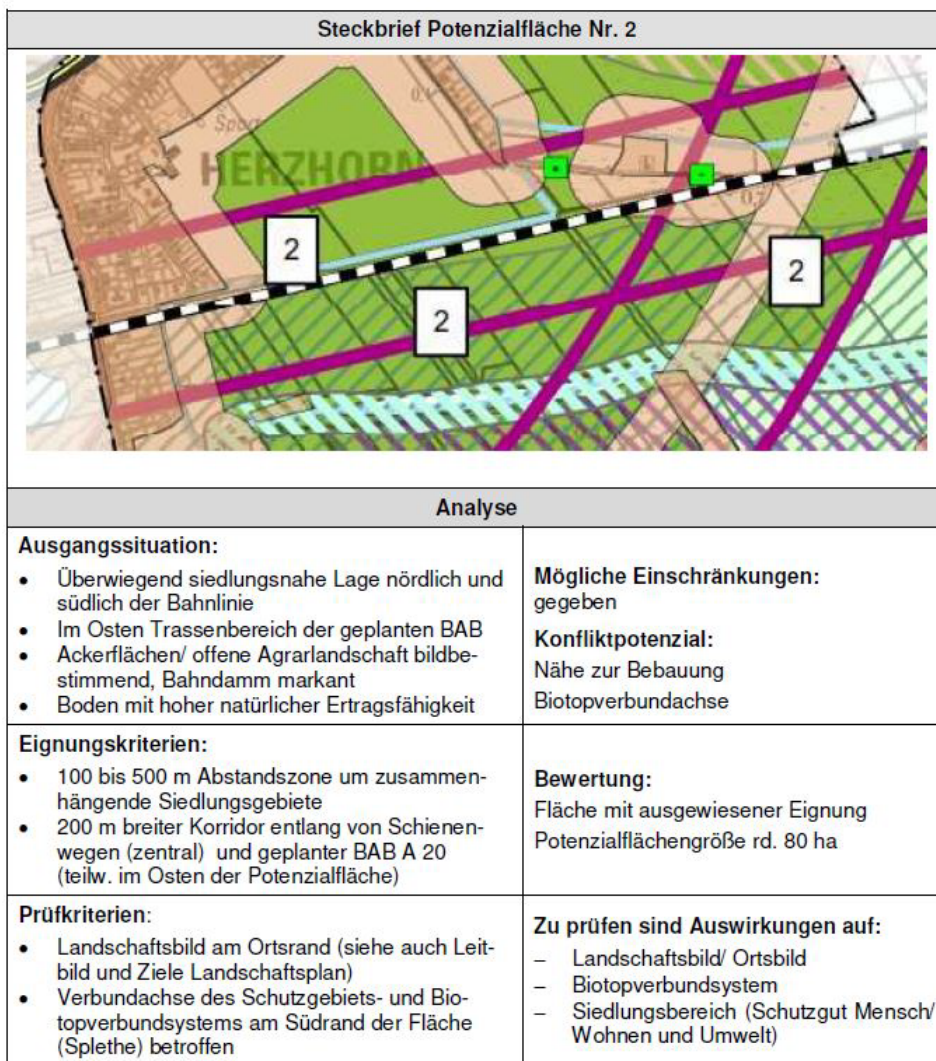 Steckbrief Potenzialfläche Nr. 2
HERZHORN
0,1
0,7
2
2
2
Analyse
Ausgangssituation:
• Überwiegend siedlungsnahe Lage nördlich und
südlich der Bahnlinie
• Im Osten Trassenbereich der geplanten BAB
• Ackerflächen/ offene Agrarlandschaft bildbe-
stimmend, Bahndamm markant
• Boden mit hoher natürlicher Ertragsfähigkeit
Mögliche Einschränkungen:
gegeben
Konfliktpotenzial:
Nähe zur Bebauung
Biotopverbundachse
Eignungskriterien:
• 100 bis 500 m Abstandszone um zusammen-
hängende Siedlungsgebiete
• 200 m breiter Korridor entlang von Schienen-
wegen (zentral) und geplanter BAB A 20
(teilw. im Osten der Potenzialfläche)
Bewertung:
Fläche mit ausgewiesener Eignung
Potenzialflächengröße rd. 80 ha
Prüfkriterien:
• Landschaftsbild am Ortsrand (siehe auch Leit-
bild und Ziele Landschaftsplan)
• Verbundachse des Schutzgebiets- und Bio-
topverbundsystems am Südrand der Fläche
(Splethe) betroffen
Zu prüfen sind Auswirkungen auf:
– Landschaftsbild/ Ortsbild
– Biotopverbundsystem
– Siedlungsbereich (Schutzgut Mensch/
Wohnen und Umwelt)